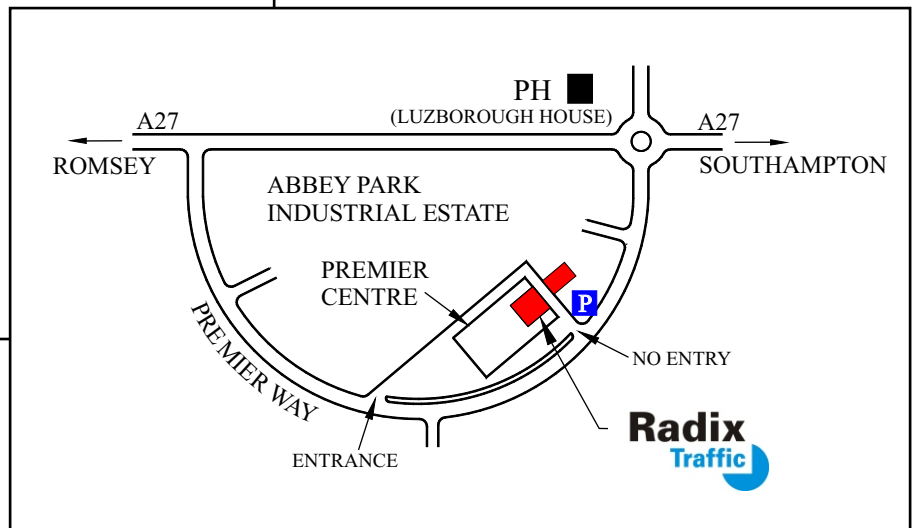 PH
(LUZBOROUGH HOUSE)
A27
A27
ROMSEY
SOUTHAMPTON
ABBEY PARK
INDUSTRIAL ESTATE
PREMIER
CENTRE
P
PREMIER WAY
NO ENTRY
ENTRANCE
Radix
Traffic